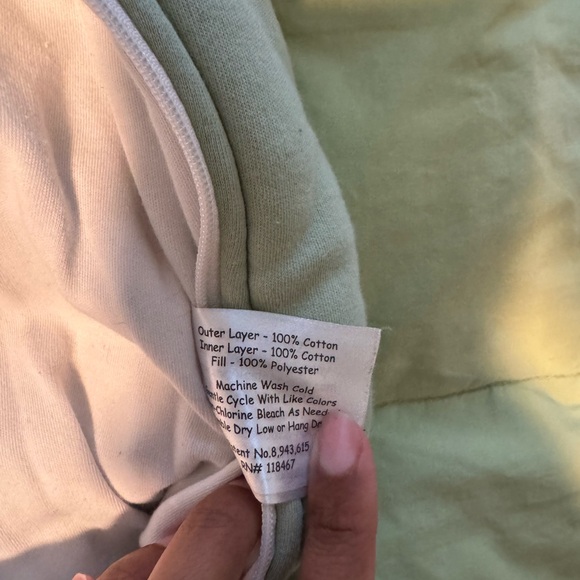 Outer Layer - 100% Cotton
Inner Layer - 100% Cotton
Fill - 100% Polyester
Machine Wash Cold
Cycle With Like Colors
Chlorine Bleach As
Dry Low or Hang
No.8,943,615
RN# 118467